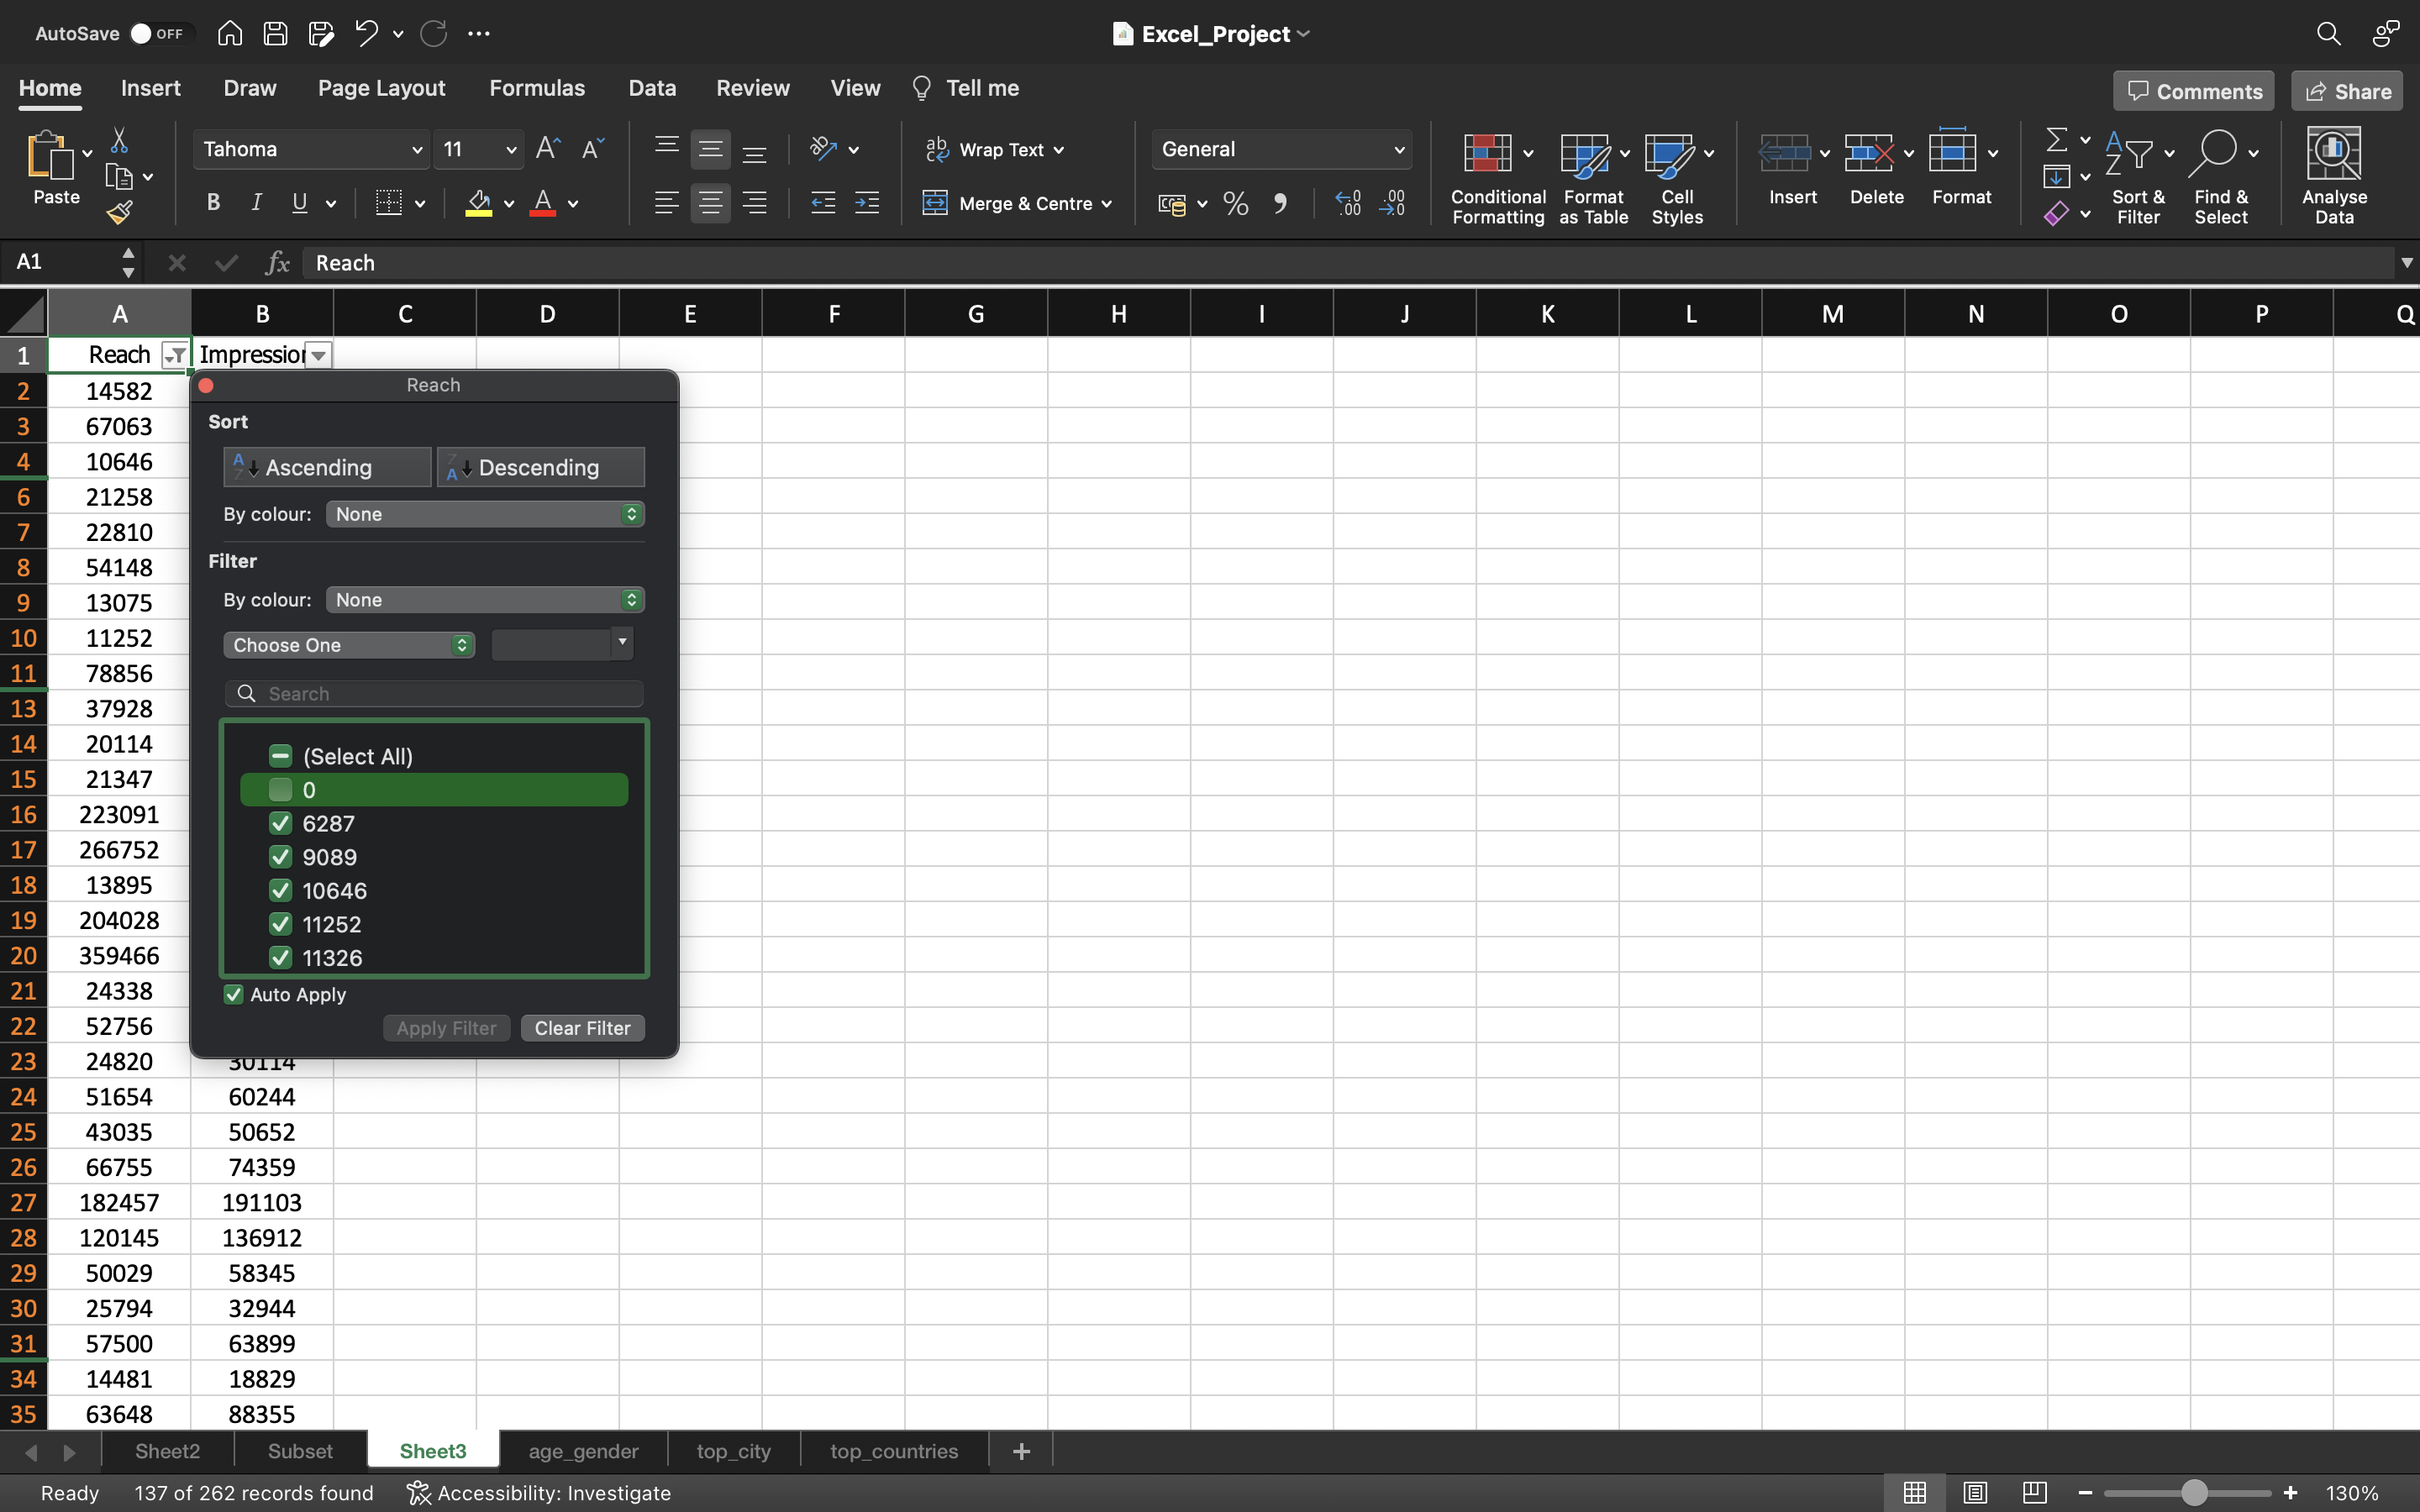 AutoSave OFF Excel_Project
Home Insert Draw Page Layout Formulas Data Review View Tell me Comments Share
Tahoma 11 A^ A˅ ab Wrap Text General
Paste B I U A Merge & Centre % , Conditional Formatting Format as Table Cell Styles Insert Delete Format Sort & Filter Find & Select Analyse Data
A1 fx Reach
A B C D E F G H I J K L M N O P Q
1 Reach Impression
2 14582
3 67063
4 10646
6 21258
7 22810
8 54148
9 13075
10 11252
11 78856
13 37928
14 20114
15 21347
16 223091
17 266752
18 13895
19 204028
20 359466
21 24338
22 52756
23 24820 30114
24 51654 60244
25 43035 50652
26 66755 74359
27 182457 191103
28 120145 136912
29 50029 58345
30 25794 32944
31 57500 63899
34 14481 18829
35 63648 88355
Reach
Sort
Ascending Descending
By colour: None
Filter
By colour: None
Choose One
Search
(Select All)
0
6287
9089
10646
11252
11326
Auto Apply
Apply Filter Clear Filter
Sheet2 Subset Sheet3 age_gender top_city top_countries +
Ready 137 of 262 records found Accessibility: Investigate 130%